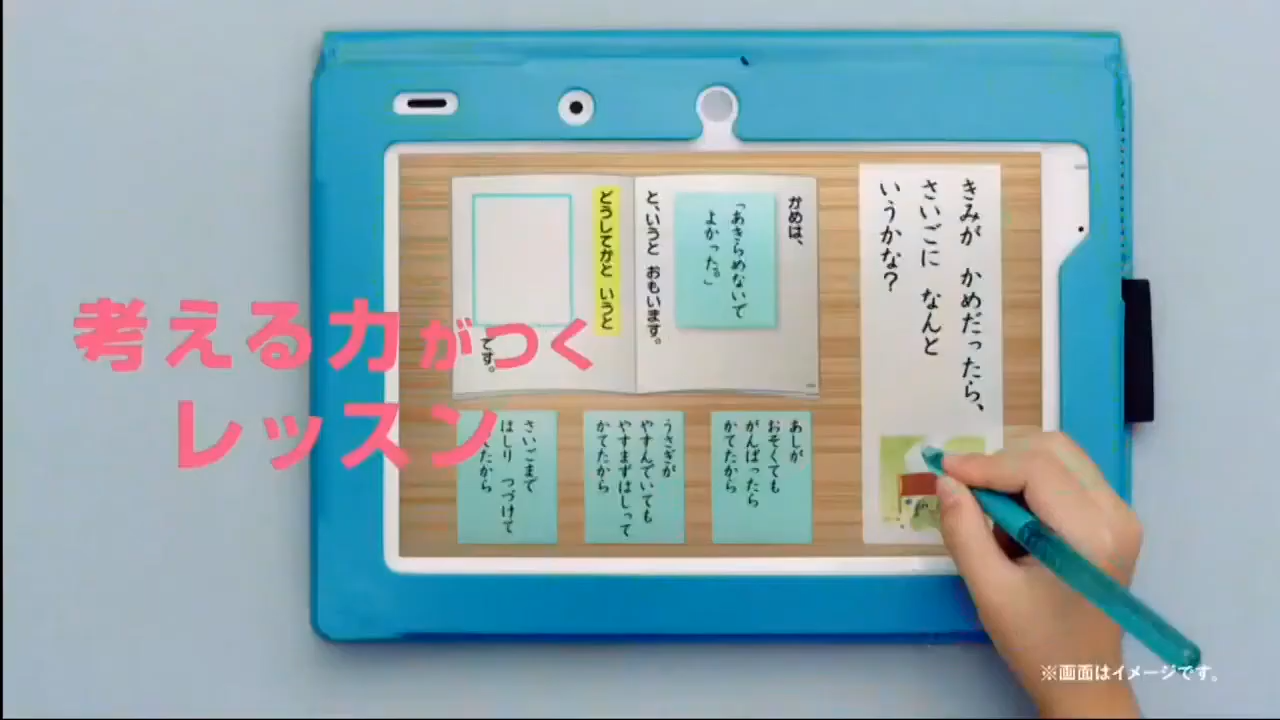 考える力がつく
レッスン
きみが かめだったら、
さいごに なんと
いうかな?
かめは、
「あきらめないで
よかった。」
と、いうと おもいます。
どうしてかと いうと
です。
あしが
おそくても
がんばったら
かてたから
うさぎが
やすんでいても
やすまずはしって
かてたから
さいごまで
はしり つづけて
たから
※画面はイメージです。